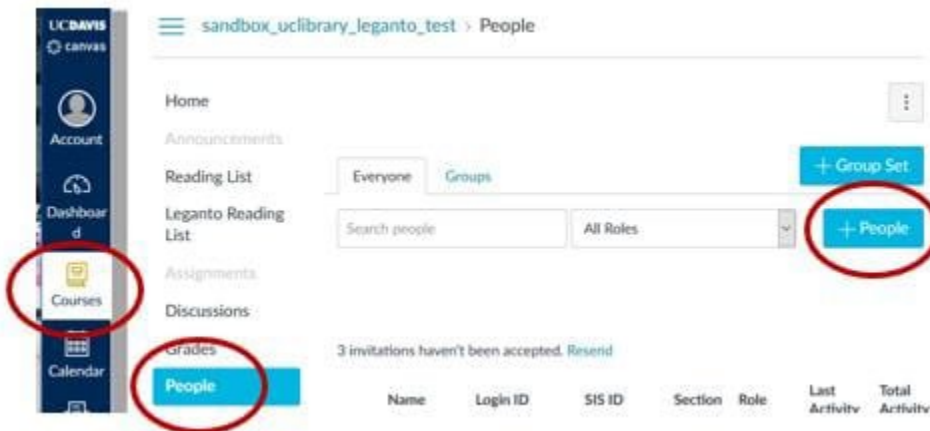 UCDAVIS
canvas
Account
Dashboar
d
Courses
Calendar
sandbox_uclibrary_leganto_test > People
Home
Announcements
Reading List
Leganto Reading
List
Assignments
Discussions
Grades
People
+ Group Set
Everyone Groups
Search people All Roles + People
3 invitations haven't been accepted. Resend
Name Login ID SIS ID Section Role Last Activity Total Activity